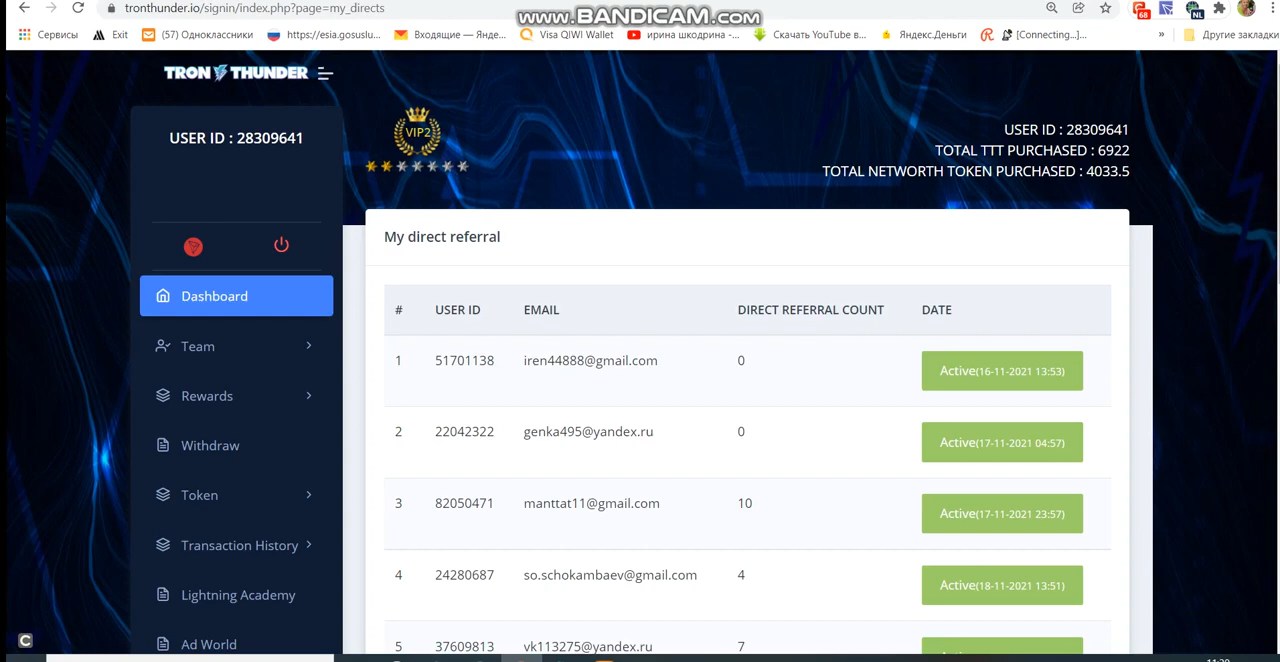 tronthunder.io/signin/index.php?page=my_directs
www.BANDICAM.com
68
NL
Сервисы
Exit
(57) Одноклассники
https://esia.gosuslu...
Входящие — Янде...
Visa QIWI Wallet
ирина шкодрина -...
Скачать YouTube в...
Яндекс.Деньги
[Connecting...]...
»
Другие закладки
TRON THUNDER
USER ID : 28309641
VIP2
USER ID : 28309641
TOTAL TTT PURCHASED : 6922
TOTAL NETWORTH TOKEN PURCHASED : 4033.5
Dashboard
Team
Rewards
Withdraw
Token
Transaction History
Lightning Academy
Ad World
My direct referral
# USER ID EMAIL DIRECT REFERRAL COUNT DATE
1 51701138 iren44888@gmail.com 0 Active(16-11-2021 13:53)
2 22042322 genka495@yandex.ru 0 Active(17-11-2021 04:57)
3 82050471 manttat11@gmail.com 10 Active(17-11-2021 23:57)
4 24280687 so.schokambaev@gmail.com 4 Active(18-11-2021 13:51)
5 37609813 vk113275@yandex.ru 7
C